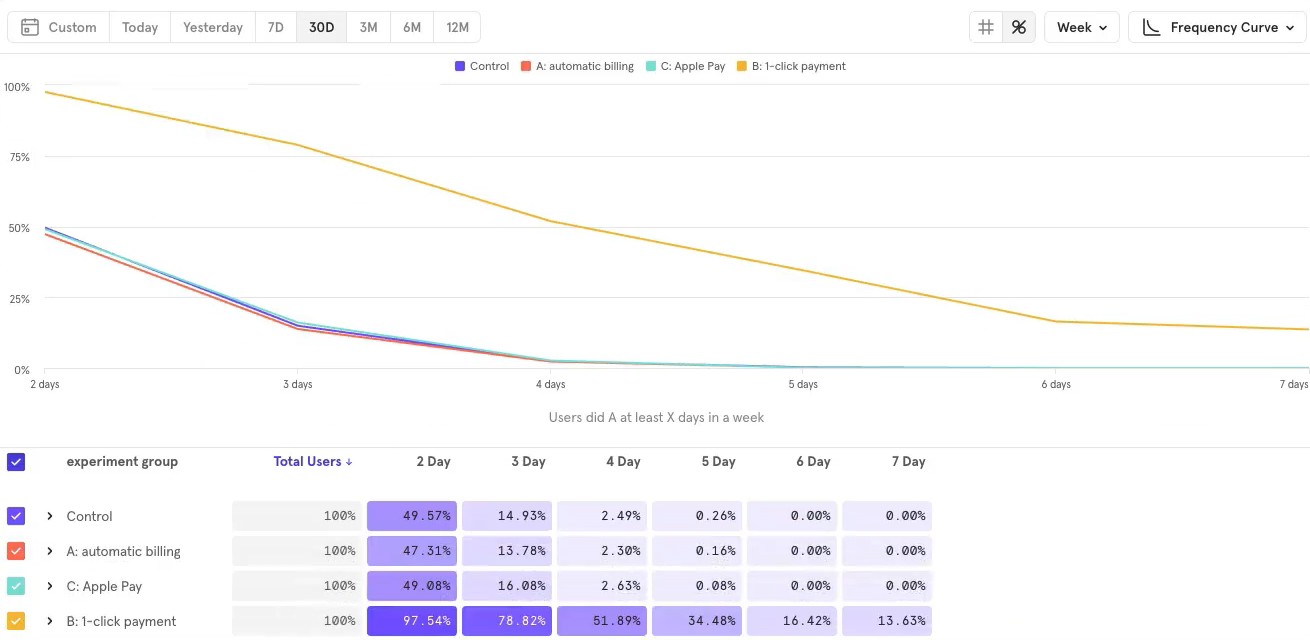 Custom Today Yesterday 7D 30D 3M 6M 12M # % Week Frequency Curve
Control A: automatic billing C: Apple Pay B: 1-click payment
100%
75%
50%
25%
0%
2 days 3 days 4 days 5 days 6 days 7 days
Users did A at least X days in a week
experiment group Total Users ↓ 2 Day 3 Day 4 Day 5 Day 6 Day 7 Day
Control 100% 49.57% 14.93% 2.49% 0.26% 0.00% 0.00%
A: automatic billing 100% 47.31% 13.78% 2.30% 0.16% 0.00% 0.00%
C: Apple Pay 100% 49.08% 16.08% 2.63% 0.08% 0.00% 0.00%
B: 1-click payment 100% 97.54% 78.82% 51.89% 34.48% 16.42% 13.63%